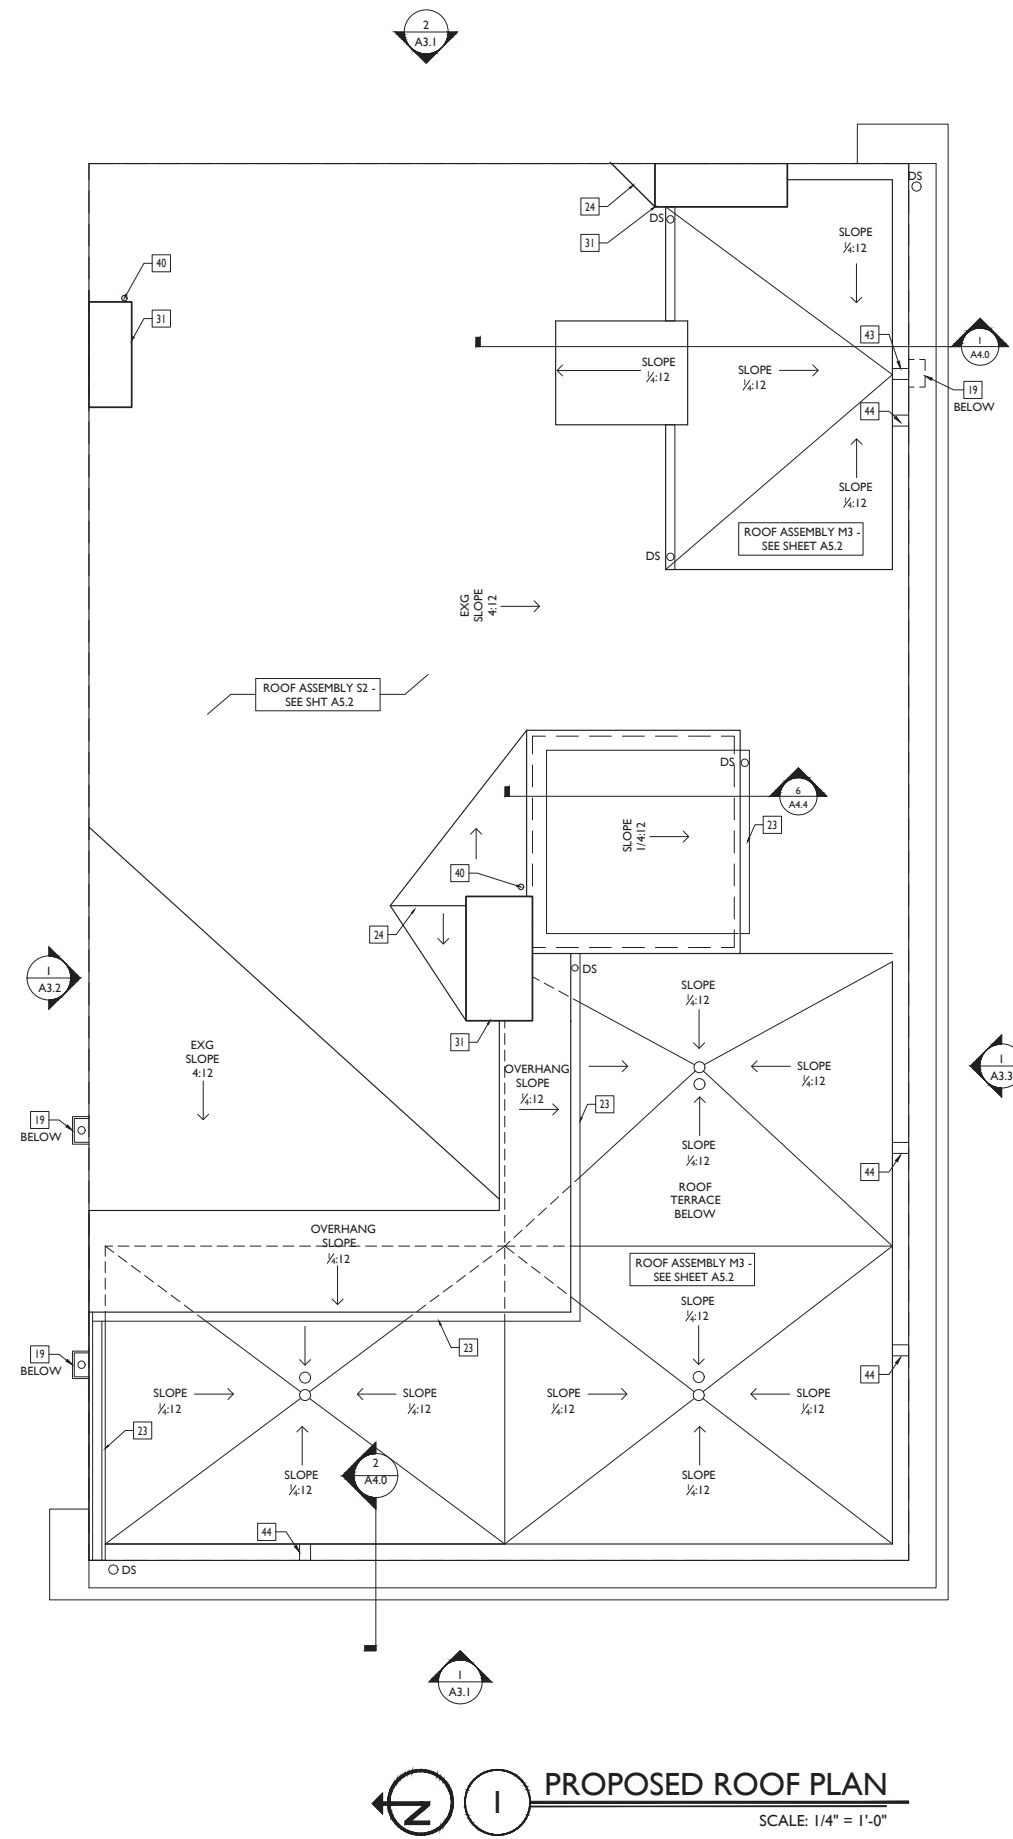 2
A3.1
DS
24
31
DS
SLOPE
1/4:12
40
31
43
1
A4.0
SLOPE
1/4:12
SLOPE
1/4:12
19
BELOW
44
SLOPE
1/4:12
ROOF ASSEMBLY M3 -
SEE SHEET A5.2
DS
EXG
SLOPE
4:12
ROOF ASSEMBLY S2 -
SEE SHT A5.2
DS
6
A4.4
23
SLOPE
1/4:12
40
24
1
A3.2
DS
SLOPE
1/4:12
31
EXG
SLOPE
4:12
OVERHANG
SLOPE
1/4:12
SLOPE
1/4:12
1
A3.3
23
19
BELOW
SLOPE
1/4:12
44
ROOF
TERRACE
BELOW
OVERHANG
SLOPE
1/4:12
ROOF ASSEMBLY M3 -
SEE SHEET A5.2
SLOPE
1/4:12
23
19
BELOW
44
SLOPE
1/4:12
SLOPE
1/4:12
SLOPE
1/4:12
SLOPE
1/4:12
23
2
A4.0
SLOPE
1/4:12
SLOPE
1/4:12
44
DS
1
A3.1
N
1
PROPOSED ROOF PLAN
SCALE: 1/4" = 1'-0"